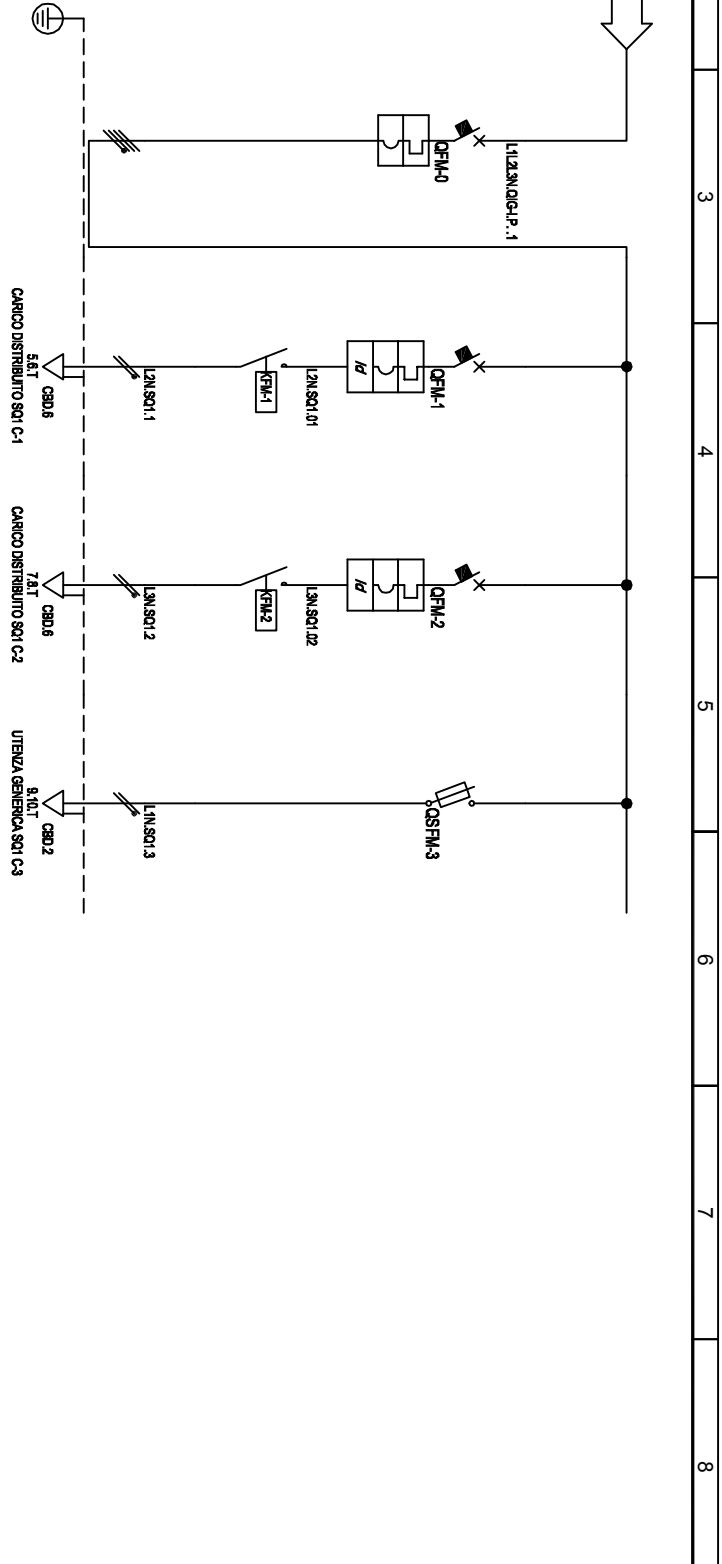 3
4
5
6
7
8
L1L2L3N.QIG-I.P..1
QFM-0
QFM-1
Id
L2N.SQ1.01
KFM-1
L2N.SQ1.1
CBD.6
5.6.T
CARICO DISTRIBUITO SQ1 C-1
QFM-2
Id
L3N.SQ1.02
KFM-2
L3N.SQ1.2
CBD.6
7.8.T
CARICO DISTRIBUITO SQ1 C-2
QSFM-3
L1N.SQ1.3
CBD.2
9.10.T
UTENZA GENERICA SQ1 C-3